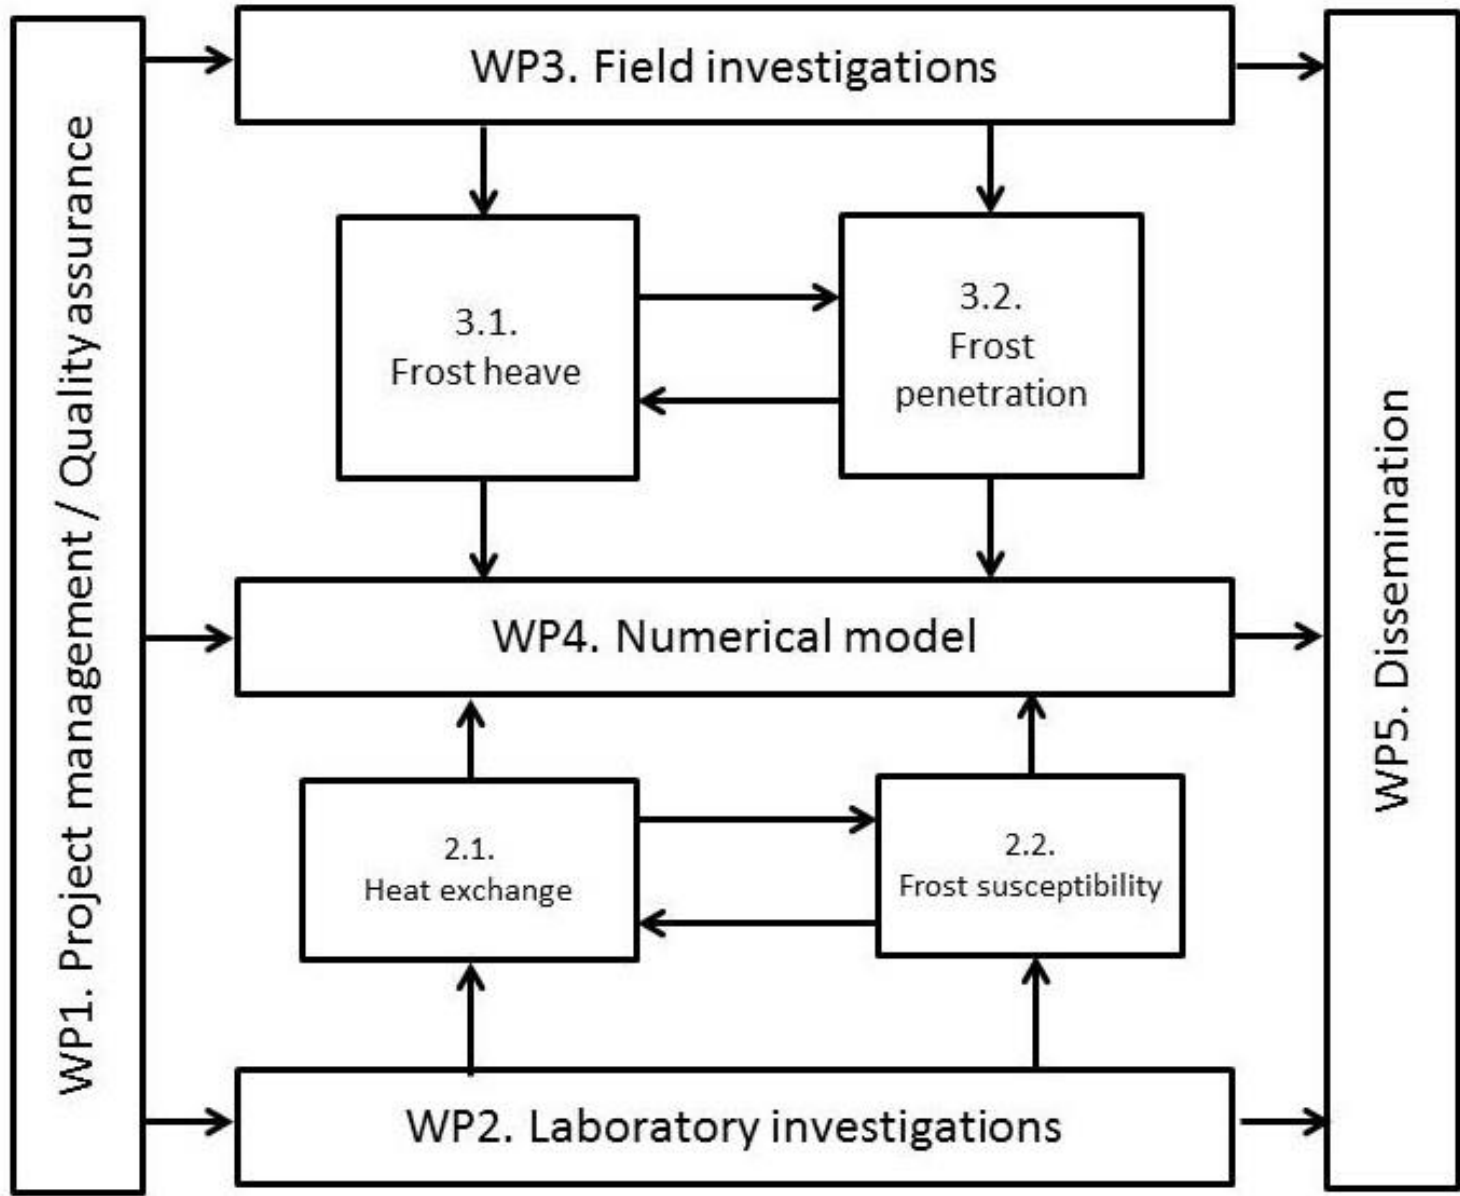 WP1. Project management / Quality assurance
WP3. Field investigations
3.1.
Frost heave
3.2.
Frost
penetration
WP4. Numerical model
2.1.
Heat exchange
2.2.
Frost susceptibility
WP2. Laboratory investigations
WP5. Dissemination